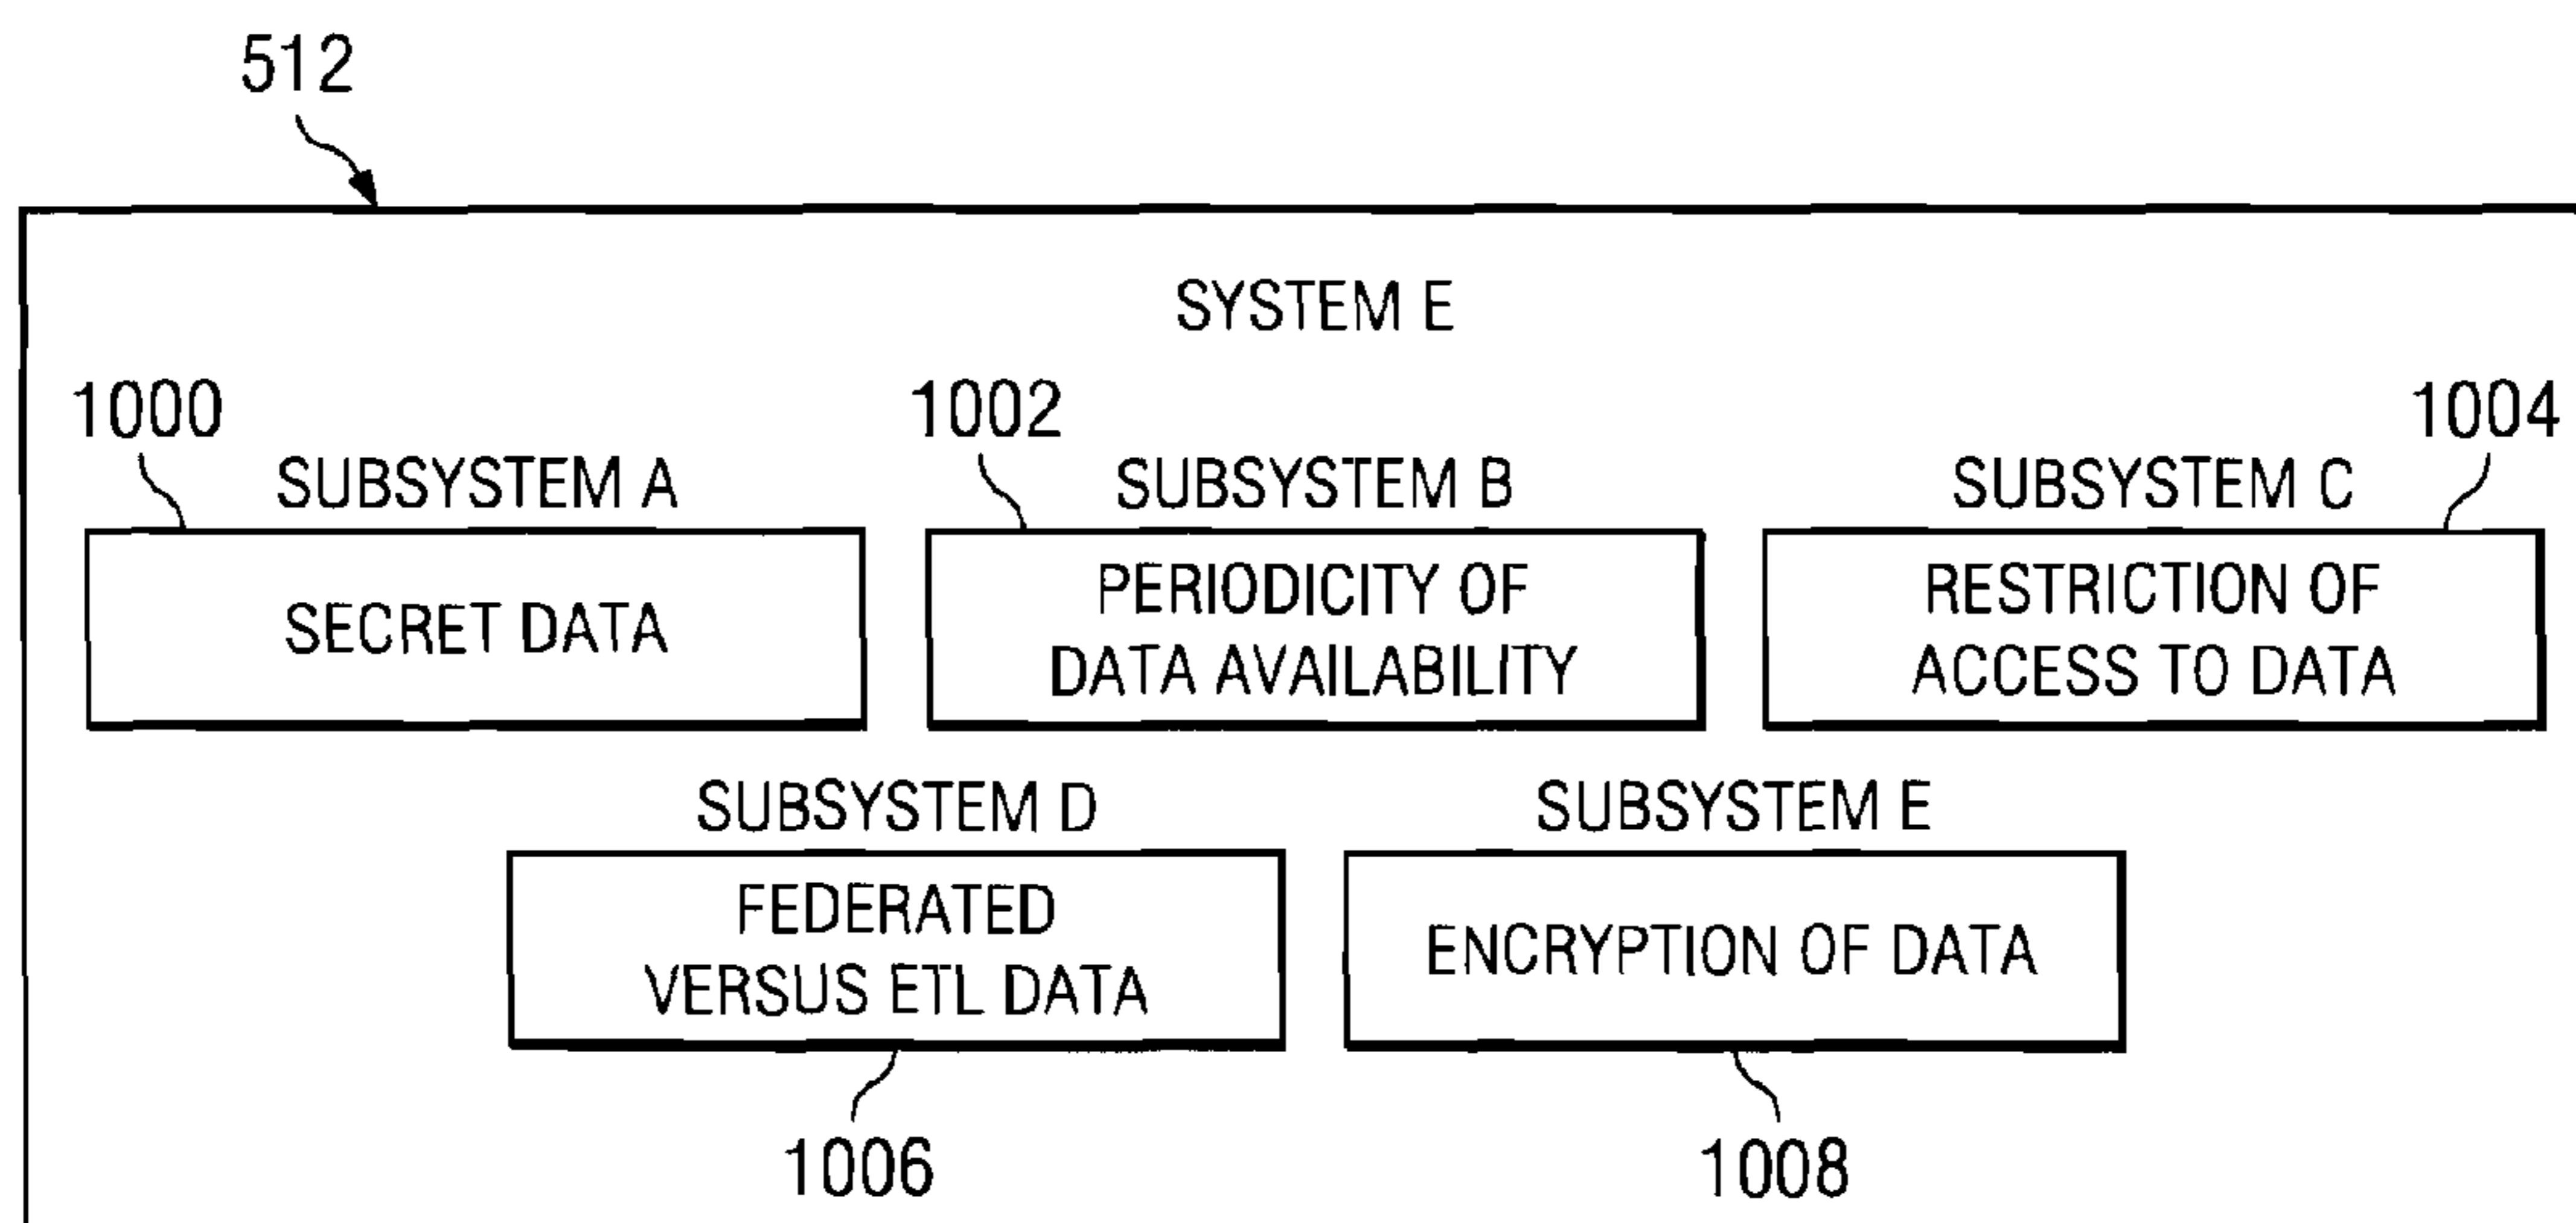 512
SYSTEM E
1000
1002
1004
SUBSYSTEM A
SUBSYSTEM B
SUBSYSTEM C
SECRET DATA
PERIODICITY OF
DATA AVAILABILITY
RESTRICTION OF
ACCESS TO DATA
SUBSYSTEM D
SUBSYSTEM E
FEDERATED
VERSUS ETL DATA
ENCRYPTION OF DATA
1006
1008